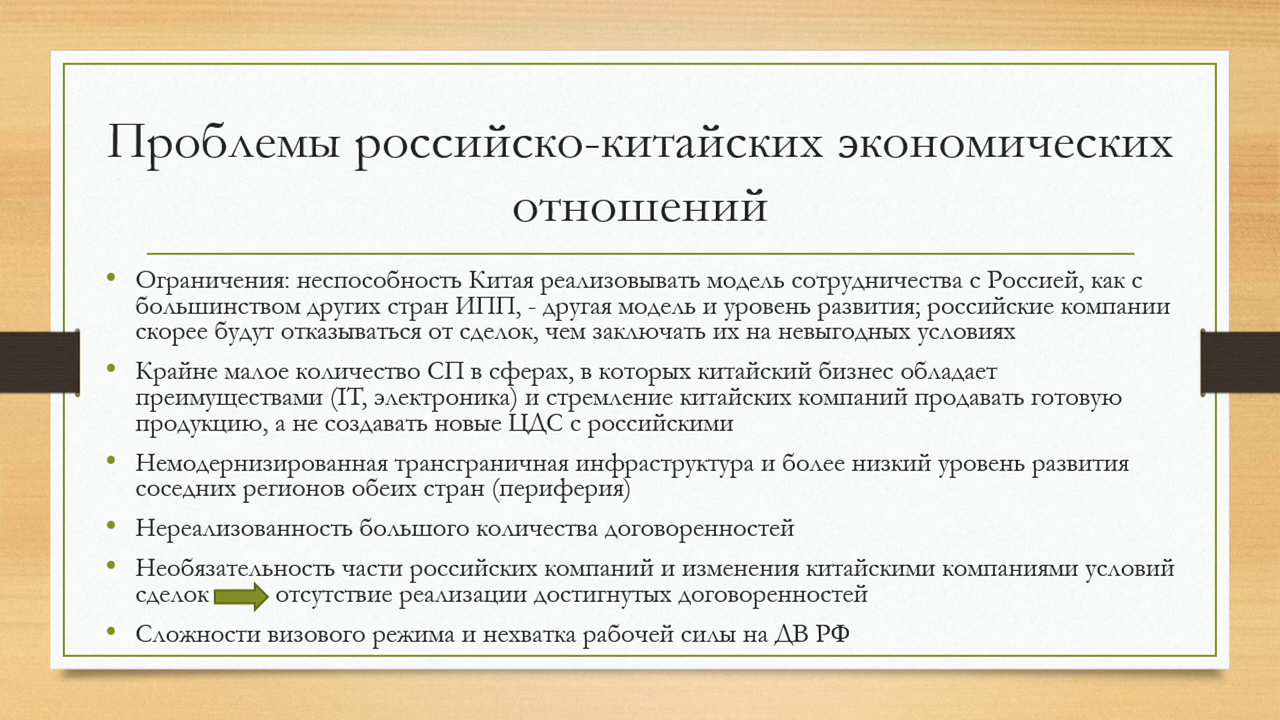 Проблемы российско-китайских экономических
отношений
• Ограничения: неспособность Китая реализовывать модель сотрудничества с Россией, как с
большинством других стран ИПП, - другая модель и уровень развития; российские компании
скорее будут отказываться от сделок, чем заключать их на невыгодных условиях
• Крайне малое количество СП в сферах, в которых китайский бизнес обладает
преимуществами (IT, электроника) и стремление китайских компаний продавать готовую
продукцию, а не создавать новые ЦДС с российскими
• Немодернизированная трансграничная инфраструктура и более низкий уровень развития
соседних регионов обеих стран (периферия)
• Нереализованность большого количества договоренностей
• Необязательность части российских компаний и изменения китайскими компаниями условий
сделок отсутствие реализации достигнутых договоренностей
• Сложности визового режима и нехватка рабочей силы на ДВ РФ